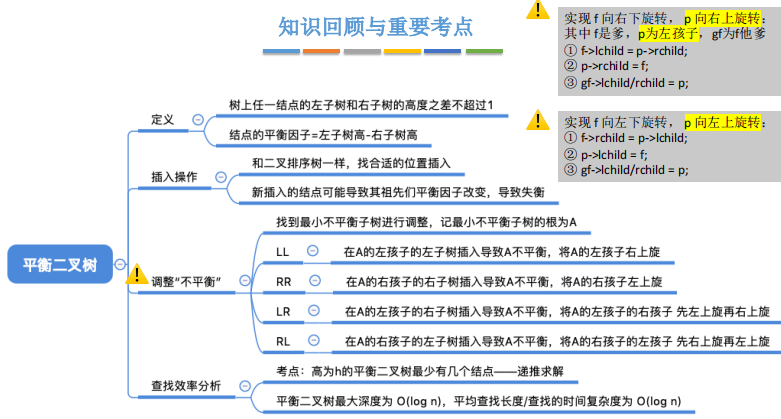 知识回顾与重要考点
实现 f 向右下旋转， p 向右上旋转：
其中 f是爹，p为左孩子，gf为f他爹
① f->lchild = p->rchild;
② p->rchild = f;
③ gf->lchild/rchild = p;
实现 f 向左下旋转， p 向左上旋转：
① f->rchild = p->lchild;
② p->lchild = f;
③ gf->lchild/rchild = p;
平衡二叉树
定义
树上任一结点的左子树和右子树的高度之差不超过1
结点的平衡因子=左子树高-右子树高
插入操作
和二叉排序树一样，找合适的位置插入
新插入的结点可能导致其祖先们平衡因子改变，导致失衡
调整“不平衡”
找到最小不平衡子树进行调整，记最小不平衡子树的根为A
LL 在A的左孩子的左子树插入导致A不平衡，将A的左孩子右上旋
RR 在A的右孩子的右子树插入导致A不平衡，将A的右孩子左上旋
LR 在A的左孩子的右子树插入导致A不平衡，将A的左孩子的右孩子 先左上旋再右上旋
RL 在A的右孩子的左子树插入导致A不平衡，将A的右孩子的左孩子 先右上旋再左上旋
查找效率分析
考点：高为h的平衡二叉树最少有几个结点——递推求解
平衡二叉树最大深度为 O(log n)，平均查找长度/查找的时间复杂度为 O(log n)